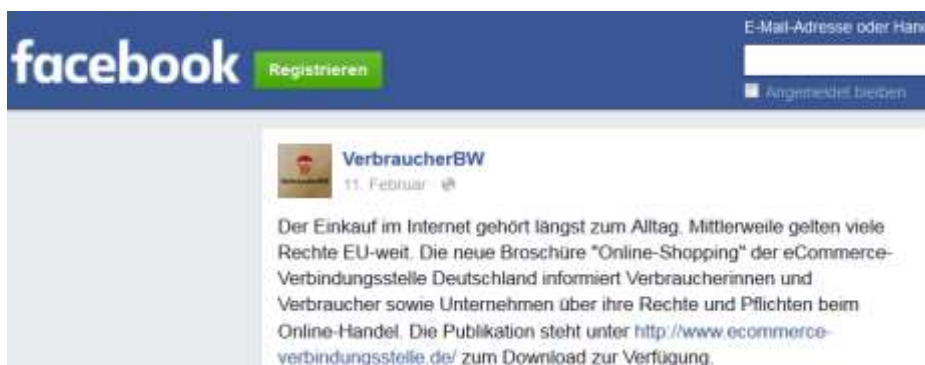 E-Mail-Adresse oder Hand
facebook
Registrieren
Angemeldet bleiben
VerbraucherBW
11. Februar
Der Einkauf im Internet gehört längst zum Alltag. Mittlerweile gelten viele
Rechte EU-weit. Die neue Broschüre "Online-Shopping" der eCommerce-
Verbindungsstelle Deutschland informiert Verbraucherinnen und
Verbraucher sowie Unternehmen über ihre Rechte und Pflichten beim
Online-Handel. Die Publikation steht unter http://www.ecommerce-
verbindungsstelle.de/ zum Download zur Verfügung.